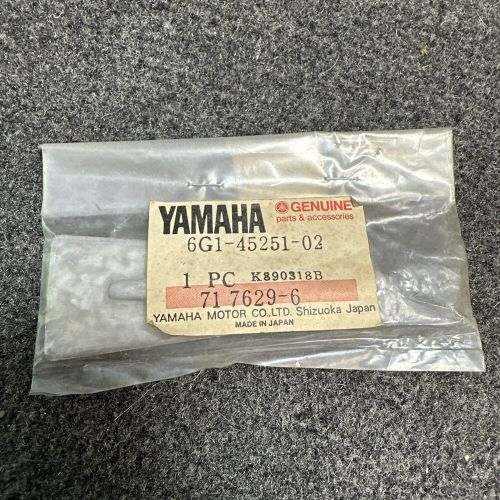 YAMAHA GENUINE
parts & accessories
6G1-45251-02
1 PC K890318B
71 7629-6
YAMAHA MOTOR CO.,LTD. Shizuoka Japan
MADE IN JAPAN